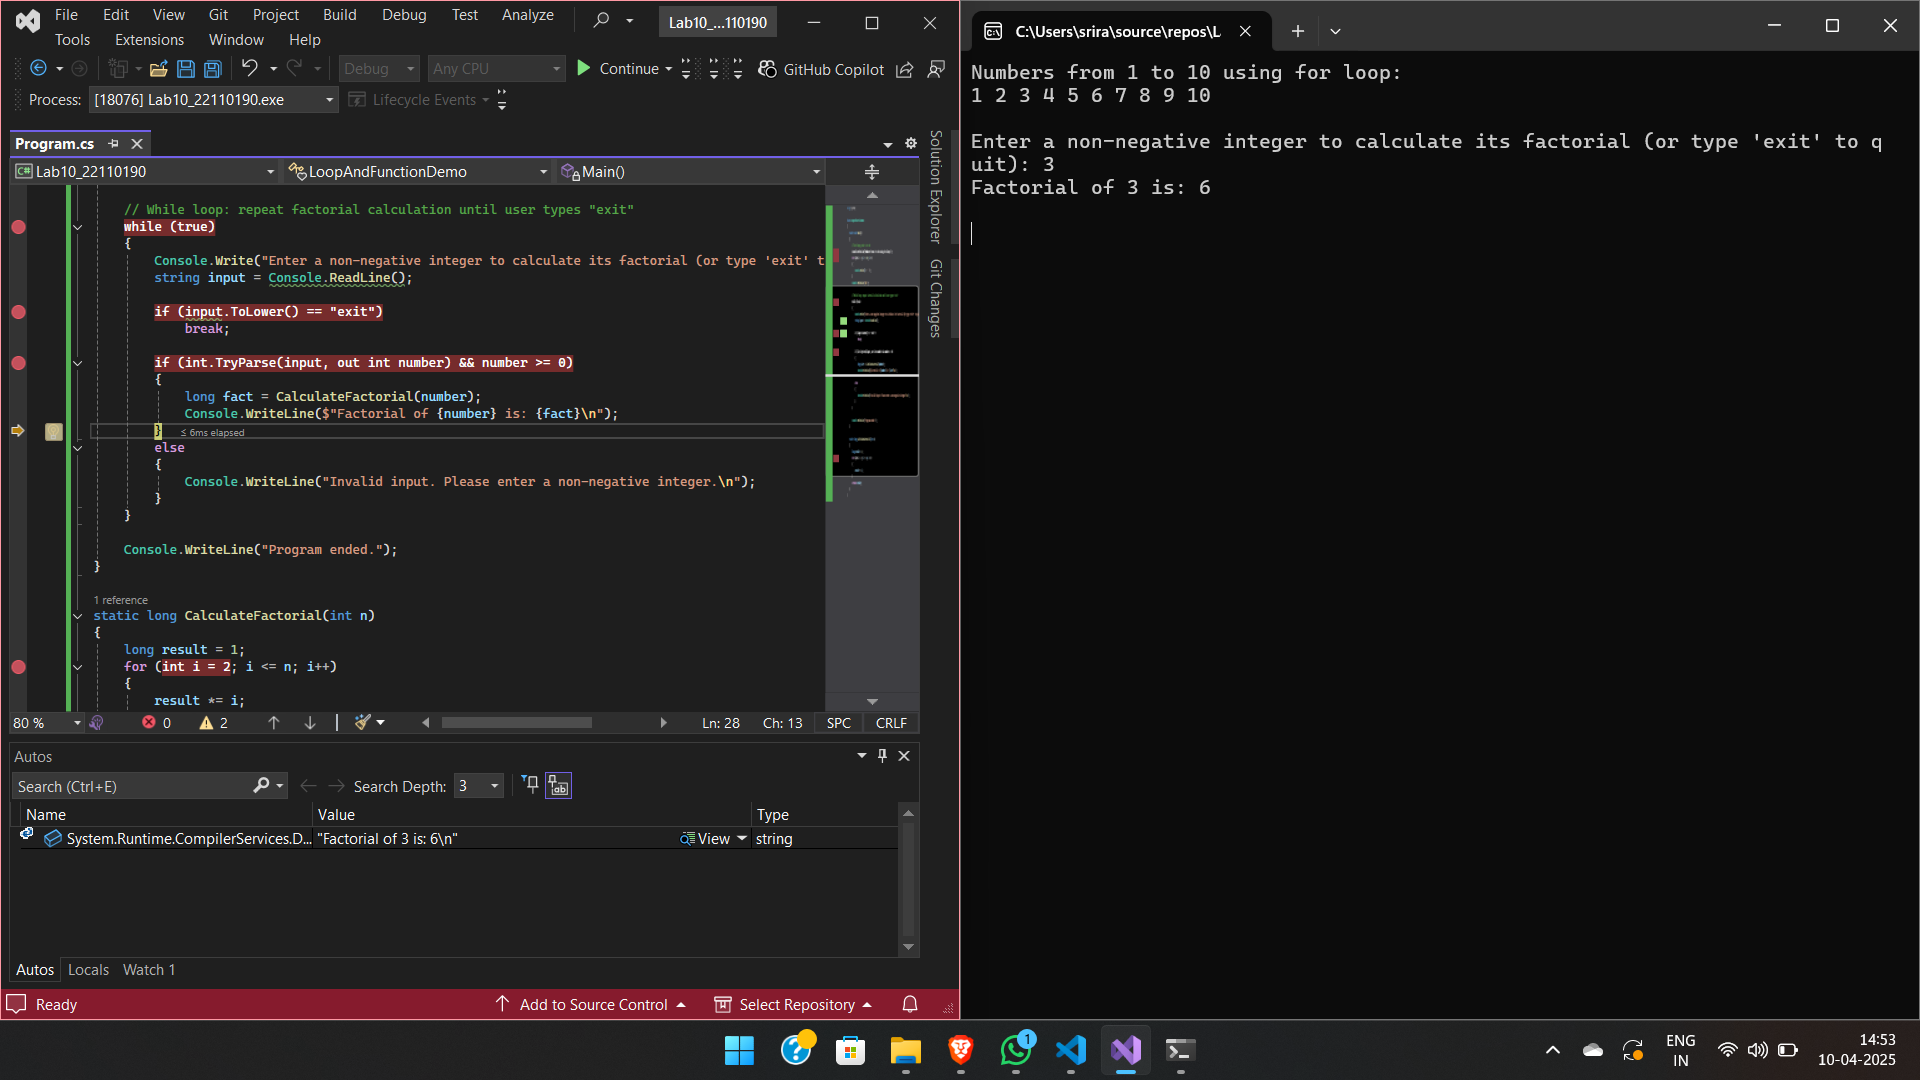 File Edit View Git Project Build Debug Test Analyze
Lab10_...110190
Tools Extensions Window Help
Debug Any CPU Continue GitHub Copilot
Process: [18076] Lab10_22110190.exe Lifecycle Events
Program.cs
Lab10_22110190 LoopAndFunctionDemo Main()
// While loop: repeat factorial calculation until user types "exit"
while (true)
{
Console.Write("Enter a non-negative integer to calculate its factorial (or type 'exit' t
string input = Console.ReadLine();
if (input.ToLower() == "exit")
break;
if (int.TryParse(input, out int number) && number >= 0)
{
long fact = CalculateFactorial(number);
Console.WriteLine($"Factorial of {number} is: {fact}\n");
} ≤ 6ms elapsed
else
{
Console.WriteLine("Invalid input. Please enter a non-negative integer.\n");
}
}
Console.WriteLine("Program ended.");
}
1 reference
static long CalculateFactorial(int n)
{
long result = 1;
for (int i = 2; i <= n; i++)
{
result *= i;
80 % 0 2 Ln: 28 Ch: 13 SPC CRLF
Solution Explorer
Git Changes
Autos
Search (Ctrl+E) Search Depth: 3
Name Value Type
System.Runtime.CompilerServices.D... "Factorial of 3 is: 6\n" View string
Autos Locals Watch 1
Ready Add to Source Control Select Repository
C:\Users\srira\source\repos\L
Numbers from 1 to 10 using for loop:
1 2 3 4 5 6 7 8 9 10
Enter a non-negative integer to calculate its factorial (or type 'exit' to q
uit): 3
Factorial of 3 is: 6
1
ENG
IN
14:53
10-04-2025